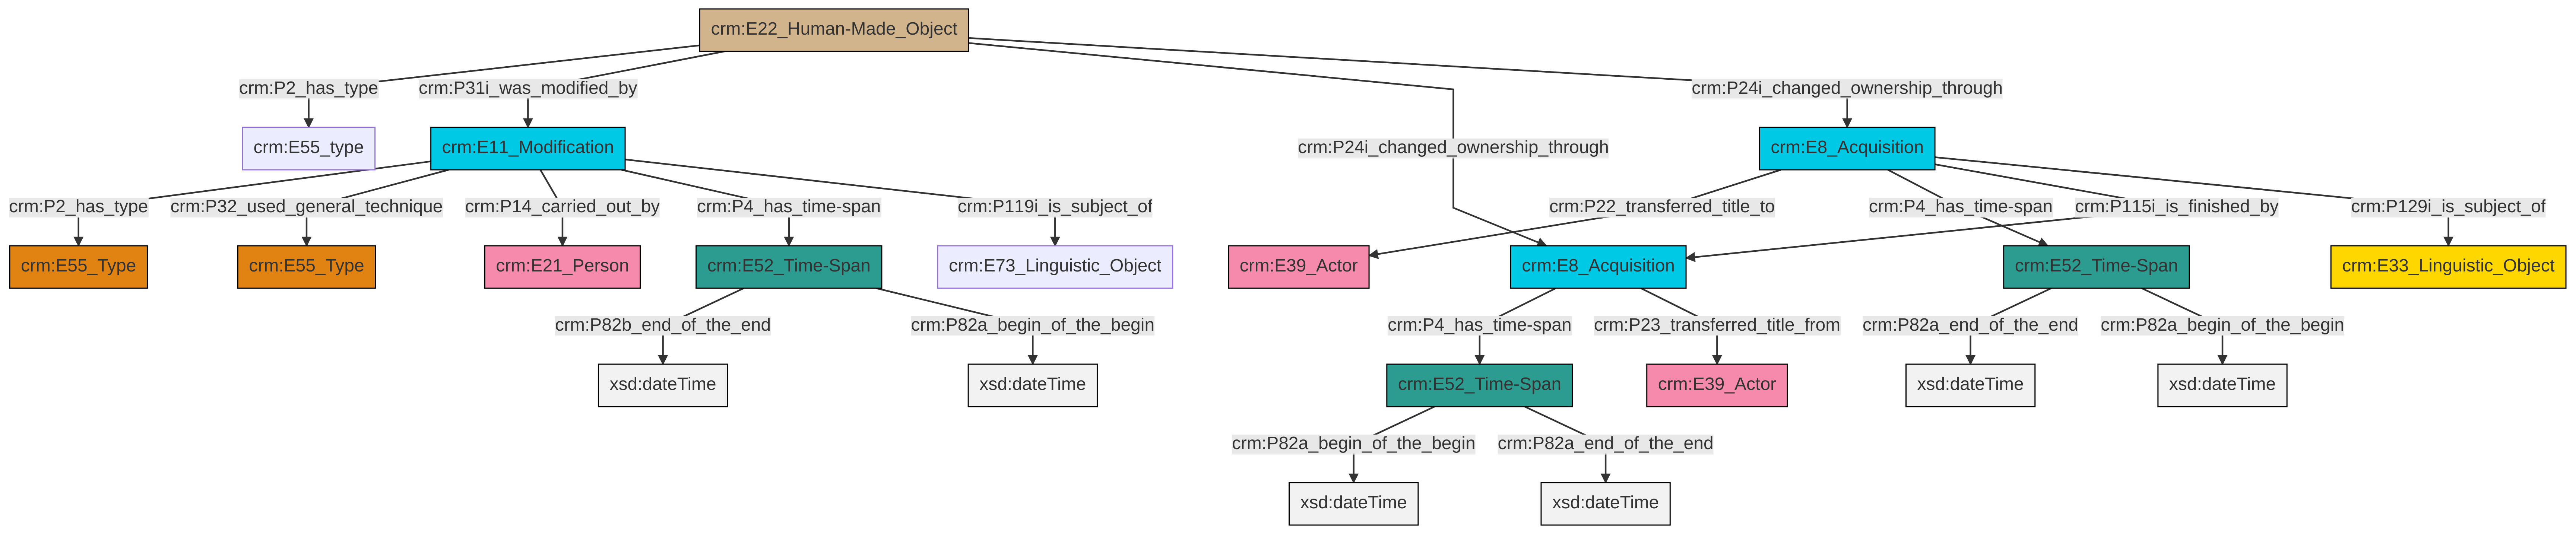 crm:E22_Human-Made_Object
crm:P2_has_type
crm:P31i_was_modified_by
crm:P24i_changed_ownership_through
crm:E55_type
crm:E11_Modification
crm:P24i_changed_ownership_through
crm:E8_Acquisition
crm:P2_has_type
crm:P32_used_general_technique
crm:P14_carried_out_by
crm:P4_has_time-span
crm:P119i_is_subject_of
crm:P22_transferred_title_to
crm:P4_has_time-span
crm:P115i_is_finished_by
crm:P129i_is_subject_of
crm:E55_Type
crm:E55_Type
crm:E21_Person
crm:E52_Time-Span
crm:E73_Linguistic_Object
crm:E39_Actor
crm:E8_Acquisition
crm:E52_Time-Span
crm:E33_Linguistic_Object
crm:P82b_end_of_the_end
crm:P82a_begin_of_the_begin
crm:P4_has_time-span
crm:P23_transferred_title_from
crm:P82a_end_of_the_end
crm:P82a_begin_of_the_begin
xsd:dateTime
xsd:dateTime
crm:E52_Time-Span
crm:E39_Actor
xsd:dateTime
xsd:dateTime
crm:P82a_begin_of_the_begin
crm:P82a_end_of_the_end
xsd:dateTime
xsd:dateTime